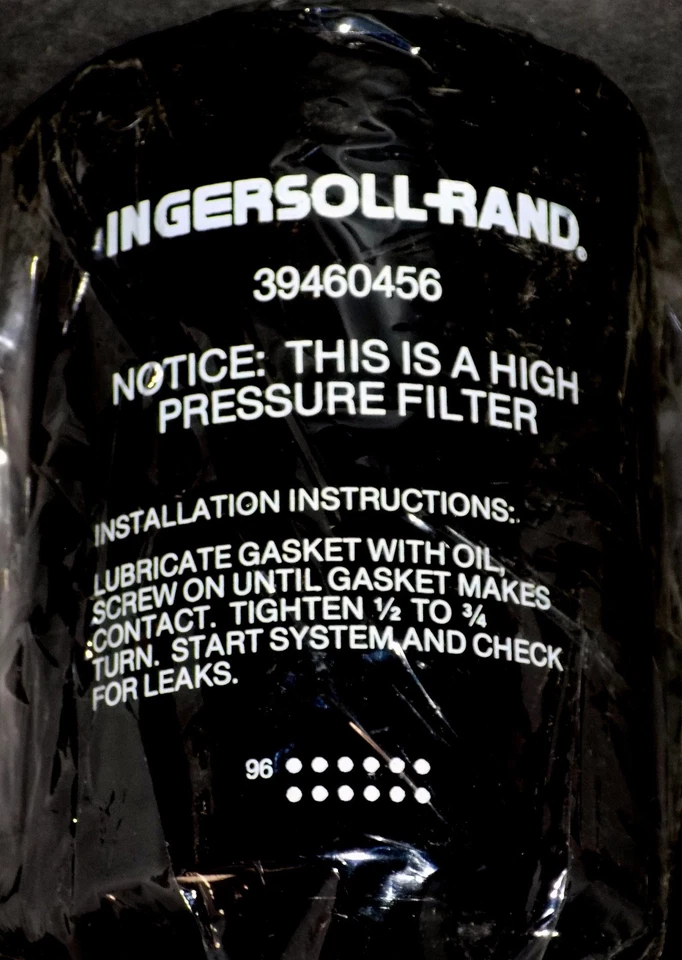 INGERSOLL-RAND®
39460456
NOTICE: THIS IS A HIGH
PRESSURE FILTER
INSTALLATION INSTRUCTIONS:
LUBRICATE GASKET WITH OIL,
SCREW ON UNTIL GASKET MAKES
CONTACT. TIGHTEN ½ TO ¾
TURN. START SYSTEM AND CHECK
FOR LEAKS.
96